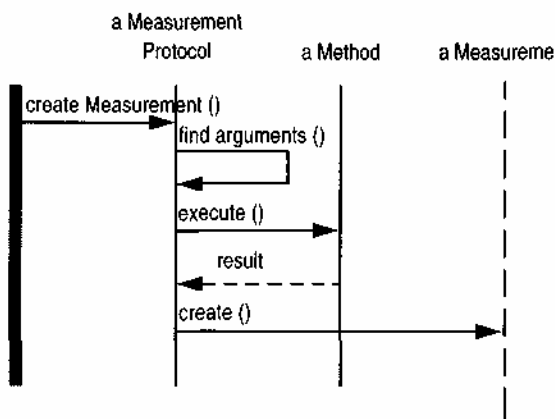 a Measurement
Protocol
a Method
a Measureme
create Measurement ()
find arguments ()
execute ()
result
create ()